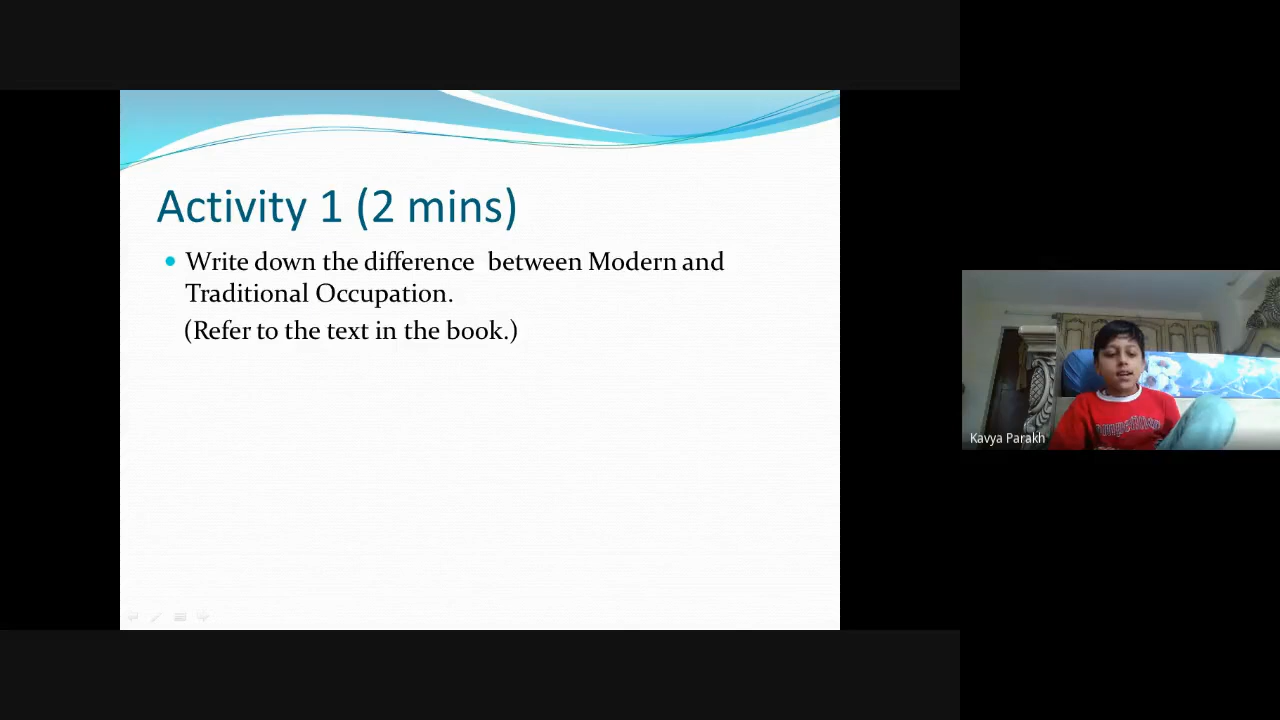 Activity 1 (2 mins)
Write down the difference between Modern and
Traditional Occupation.
(Refer to the text in the book.)
Kavya Parakh